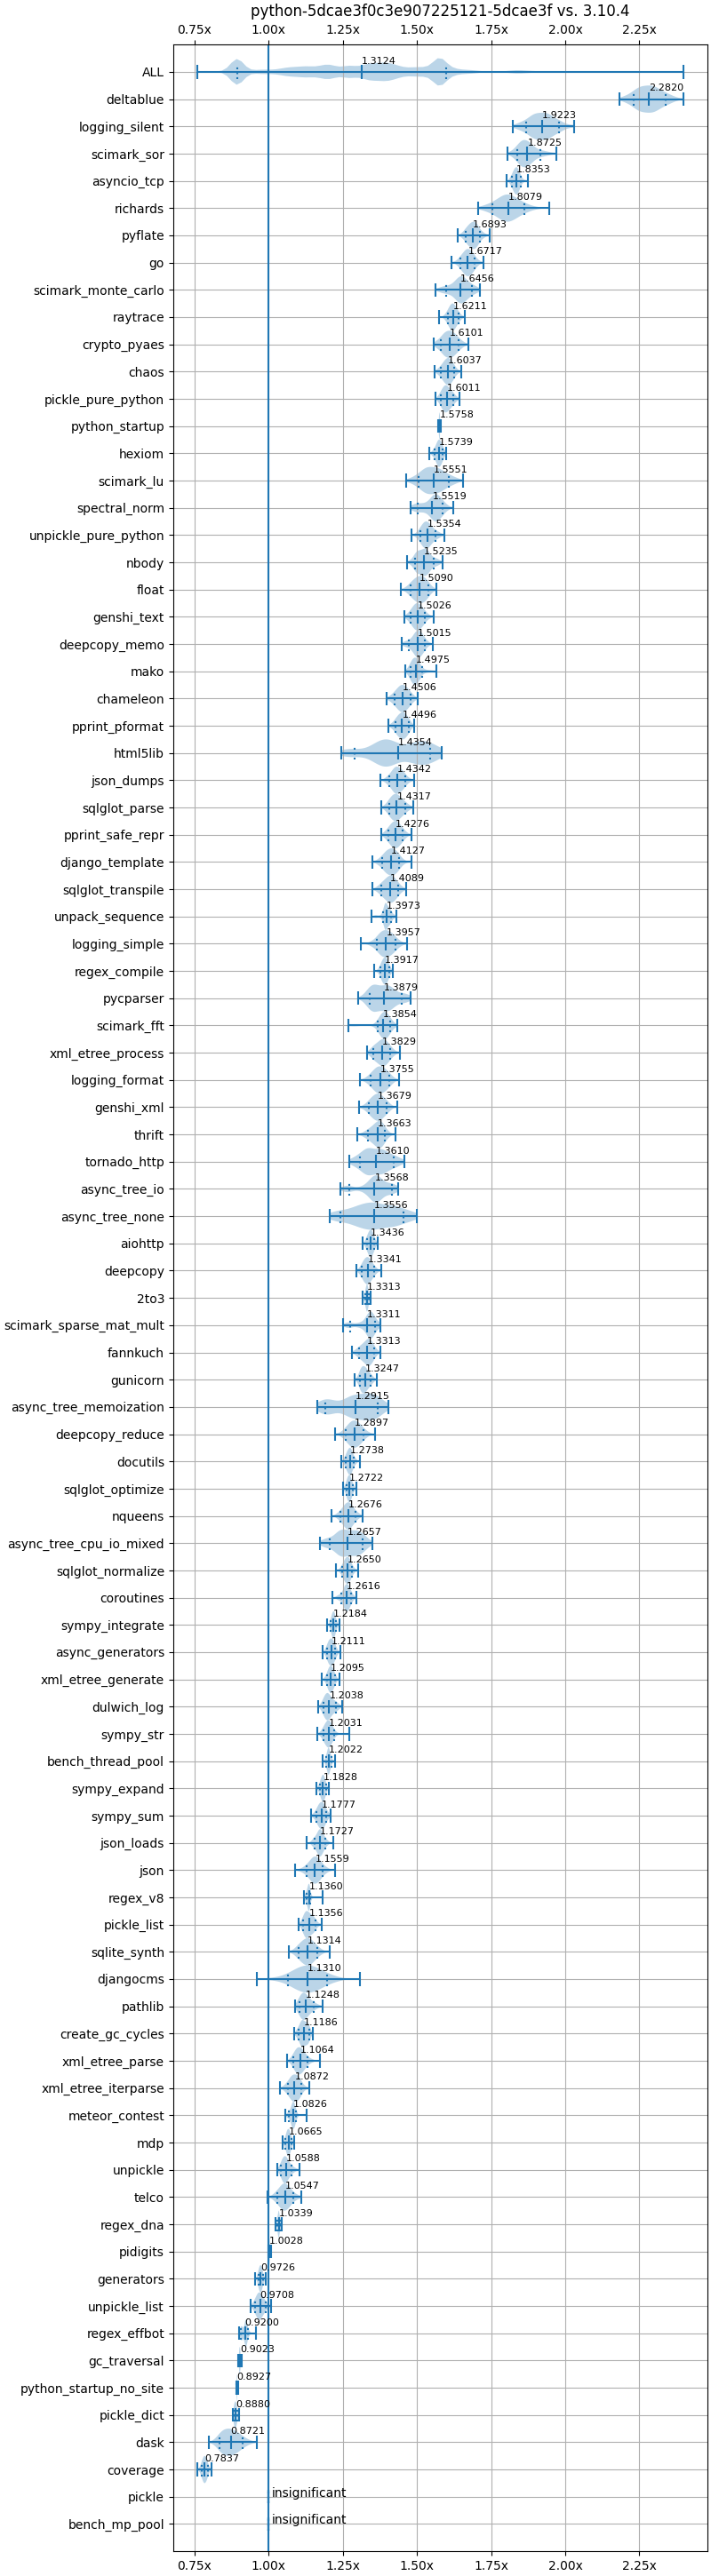 python-5dcae3f0c3e907225121-5dcae3f vs. 3.10.4
0.75x 1.00x 1.25x 1.50x 1.75x 2.00x 2.25x
ALL 1.3124
deltablue 2.2820
logging_silent 1.9223
scimark_sor 1.8725
asyncio_tcp 1.8353
richards 1.8079
pyflate 1.6893
go 1.6717
scimark_monte_carlo 1.6456
raytrace 1.6211
crypto_pyaes 1.6101
chaos 1.6037
pickle_pure_python 1.6011
python_startup 1.5758
hexiom 1.5739
scimark_lu 1.5551
spectral_norm 1.5519
unpickle_pure_python 1.5354
nbody 1.5235
float 1.5090
genshi_text 1.5026
deepcopy_memo 1.5015
mako 1.4975
chameleon 1.4506
pprint_pformat 1.4496
html5lib 1.4354
json_dumps 1.4342
sqlglot_parse 1.4317
pprint_safe_repr 1.4276
django_template 1.4127
sqlglot_transpile 1.4089
unpack_sequence 1.3973
logging_simple 1.3957
regex_compile 1.3917
pycparser 1.3879
scimark_fft 1.3854
xml_etree_process 1.3829
logging_format 1.3755
genshi_xml 1.3679
thrift 1.3663
tornado_http 1.3610
async_tree_io 1.3568
async_tree_none 1.3556
aiohttp 1.3436
deepcopy 1.3341
2to3 1.3313
scimark_sparse_mat_mult 1.3311
fannkuch 1.3313
gunicorn 1.3247
async_tree_memoization 1.2915
deepcopy_reduce 1.2897
docutils 1.2738
sqlglot_optimize 1.2722
nqueens 1.2676
async_tree_cpu_io_mixed 1.2657
sqlglot_normalize 1.2650
coroutines 1.2616
sympy_integrate 1.2184
async_generators 1.2111
xml_etree_generate 1.2095
dulwich_log 1.2038
sympy_str 1.2031
bench_thread_pool 1.2022
sympy_expand 1.1828
sympy_sum 1.1777
json_loads 1.1727
json 1.1559
regex_v8 1.1360
pickle_list 1.1356
sqlite_synth 1.1314
djangocms 1.1310
pathlib 1.1248
create_gc_cycles 1.1186
xml_etree_parse 1.1064
xml_etree_iterparse 1.0872
meteor_contest 1.0826
mdp 1.0665
unpickle 1.0588
telco 1.0547
regex_dna 1.0339
pidigits 1.0028
generators 0.9726
unpickle_list 0.9708
regex_effbot 0.9200
gc_traversal 0.9023
python_startup_no_site 0.8927
pickle_dict 0.8880
dask 0.8721
coverage 0.7837
pickle insignificant
bench_mp_pool insignificant
0.75x 1.00x 1.25x 1.50x 1.75x 2.00x 2.25x